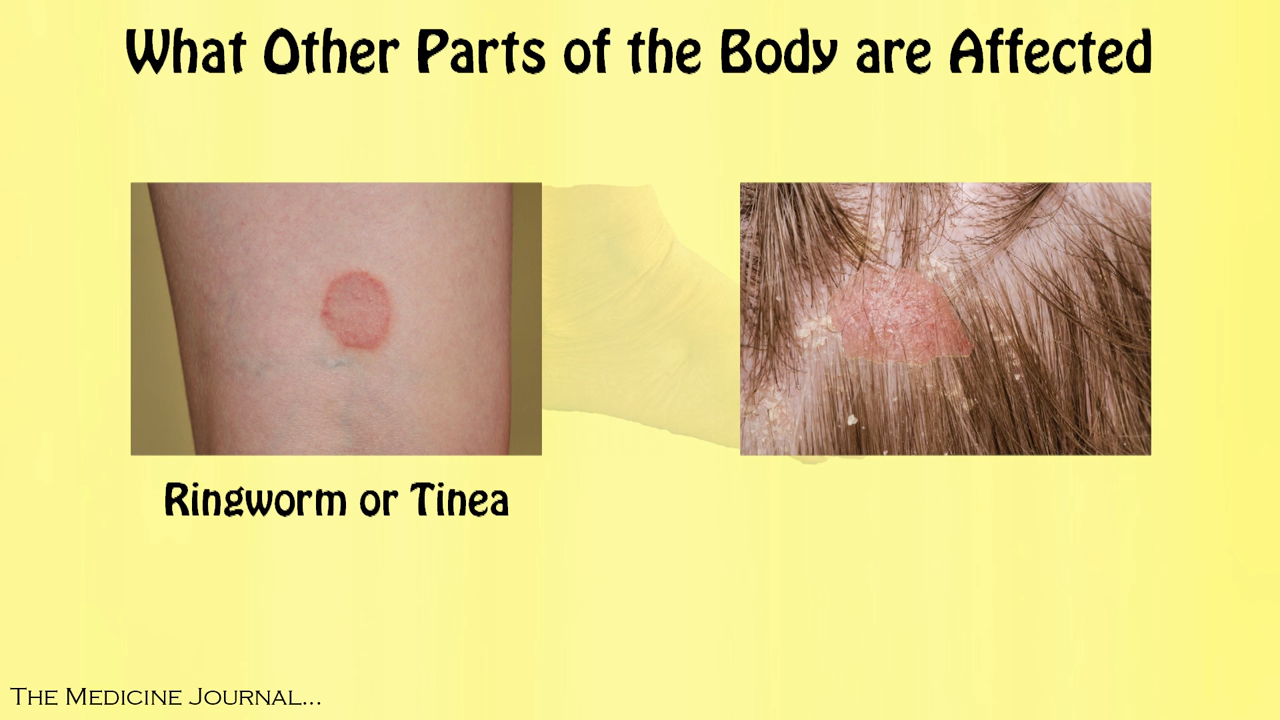 What Other Parts of the Body are Affected
Ringworm or Tinea
The Medicine Journal...